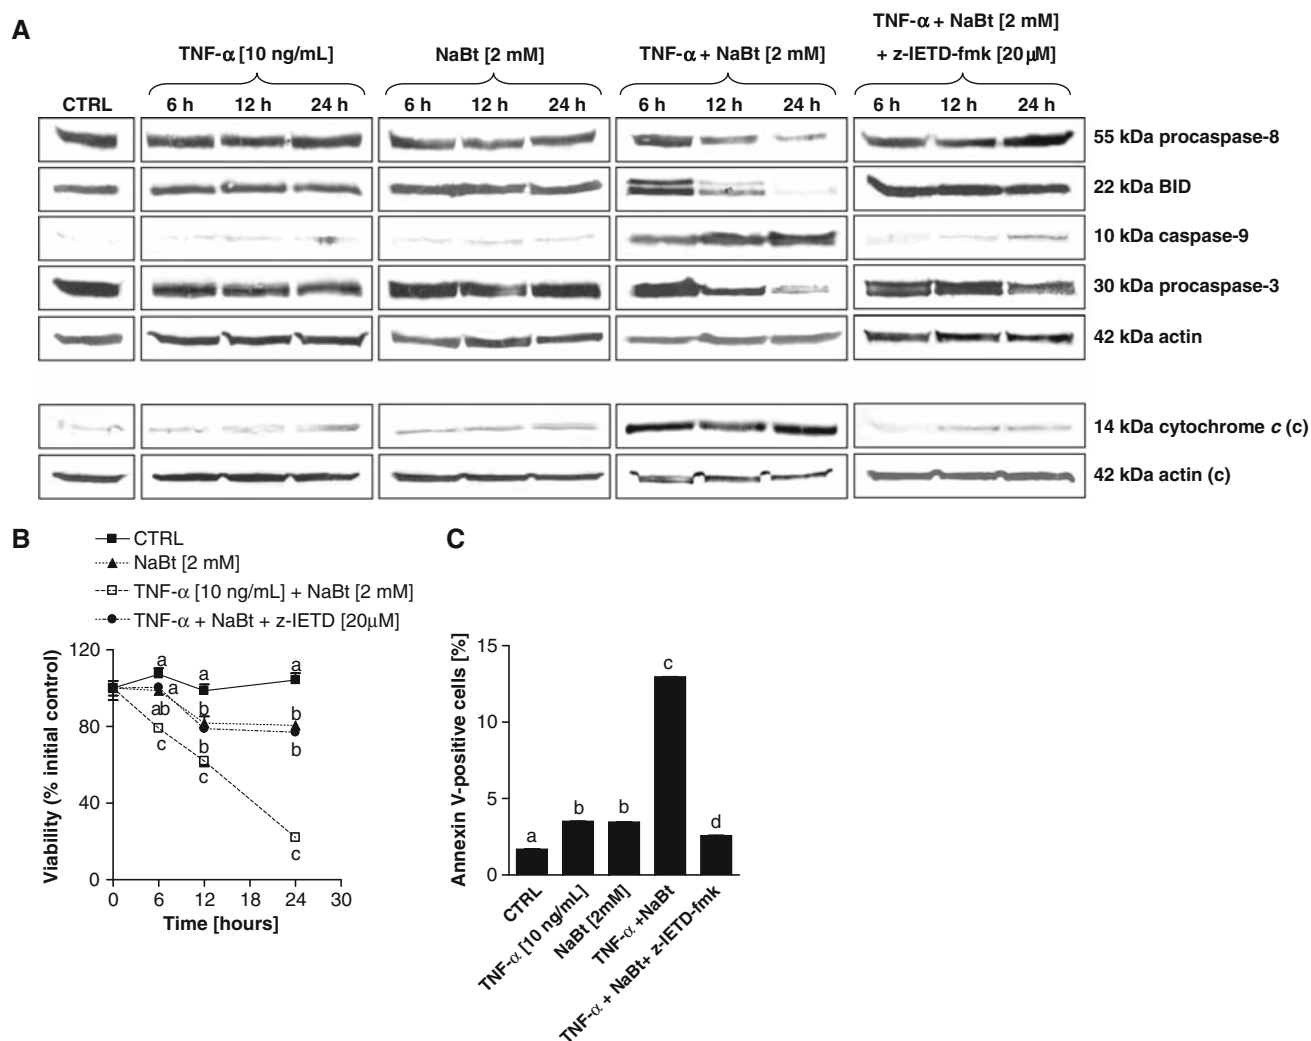 A
TNF-α [10 ng/mL]
NaBt [2 mM]
TNF-α + NaBt [2 mM]
TNF-α + NaBt [2 mM]
+ z-IETD-fmk [20µM]
CTRL 6 h 12 h 24 h 6 h 12 h 24 h 6 h 12 h 24 h 6 h 12 h 24 h
55 kDa procaspase-8
22 kDa BID
10 kDa caspase-9
30 kDa procaspase-3
42 kDa actin
14 kDa cytochrome c (c)
42 kDa actin (c)
B
CTRL
NaBt [2 mM]
TNF-α [10 ng/mL] + NaBt [2 mM]
TNF-α + NaBt + z-IETD [20µM]
Viability (% initial control)
120
80
40
0
a a a
a
ab b b
c b b
c
c
0 6 12 18 24 30
Time [hours]
C
Annexin V-positive cells [%]
15
10
5
0
a b b c d
CTRL
TNF-α [10 ng/mL]
NaBt [2mM]
TNF-α +NaBt
TNF-α + NaBt+ z-IETD-fmk